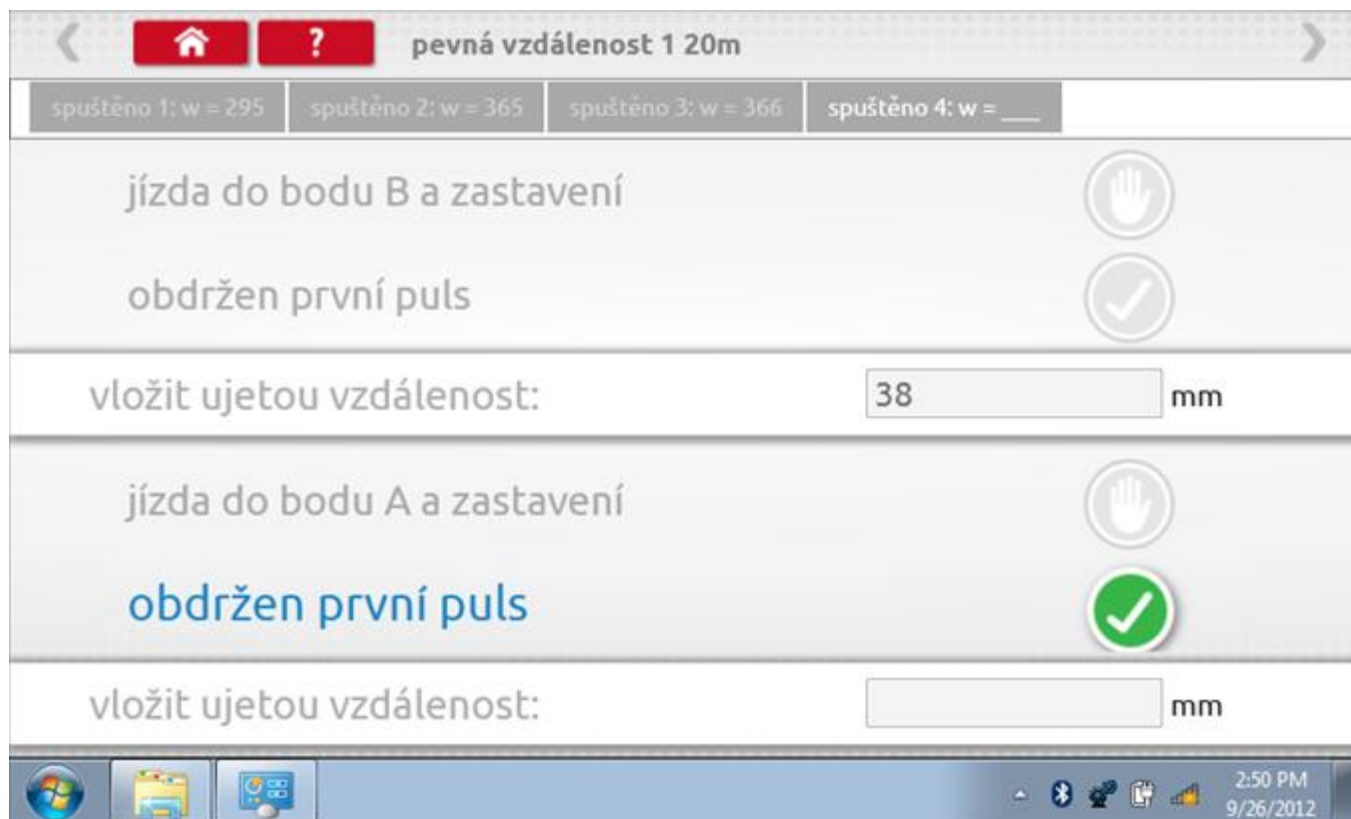 ? pevná vzdálenost 1 20m
spuštěno 1: w = 295 spuštěno 2: w = 365 spuštěno 3: w = 366 spuštěno 4: w = ___
jízda do bodu B a zastavení
obdržen první puls
vložit ujetou vzdálenost: 38 mm
jízda do bodu A a zastavení
obdržen první puls
vložit ujetou vzdálenost: mm
2:50 PM
9/26/2012